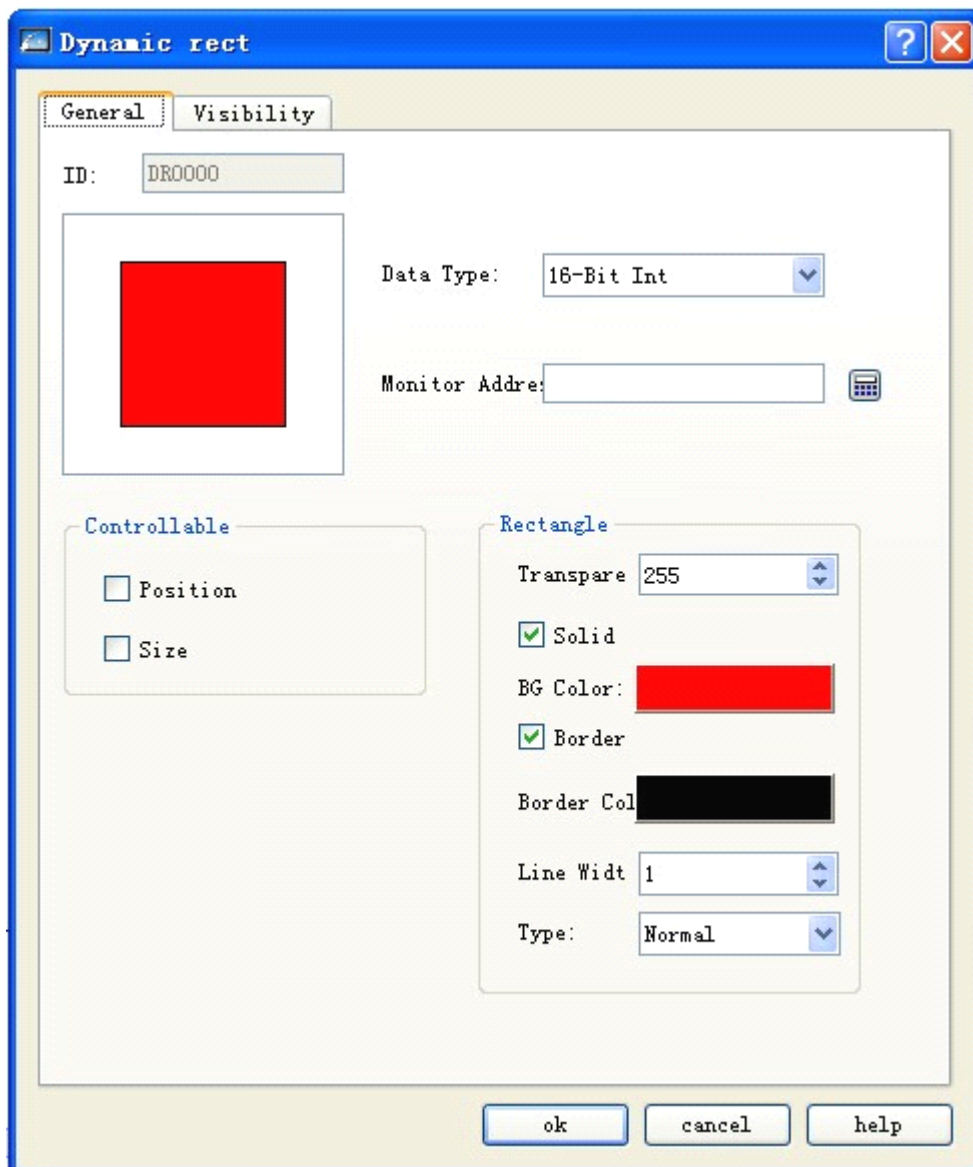 Dynamic rect
General Visibility
ID: DR0000
Data Type: 16-Bit Int
Monitor Addre:
Controllable
Position
Size
Rectangle
Transpare 255
Solid
BG Color:
Border
Border Col
Line Widt 1
Type: Normal
ok cancel help